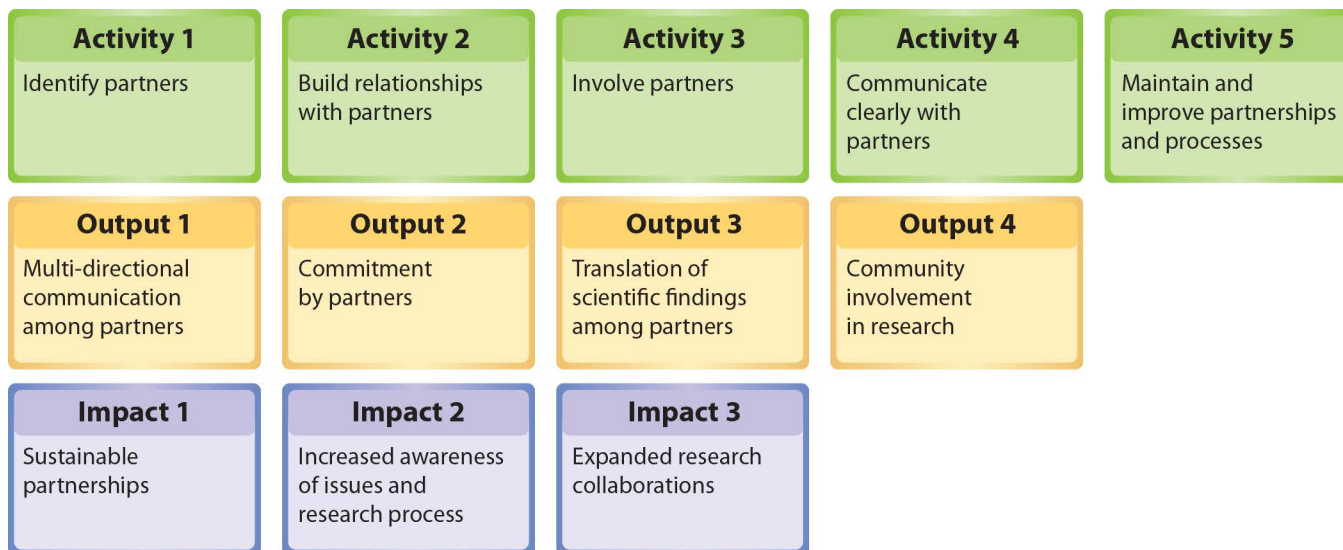 Activity 1
Identify partners
Activity 2
Build relationships
with partners
Activity 3
Involve partners
Activity 4
Communicate
clearly with
partners
Activity 5
Maintain and
improve partnerships
and processes
Output 1
Multi-directional
communication
among partners
Output 2
Commitment
by partners
Output 3
Translation of
scientific findings
among partners
Output 4
Community
involvement
in research
Impact 1
Sustainable
partnerships
Impact 2
Increased awareness
of issues and
research process
Impact 3
Expanded research
collaborations